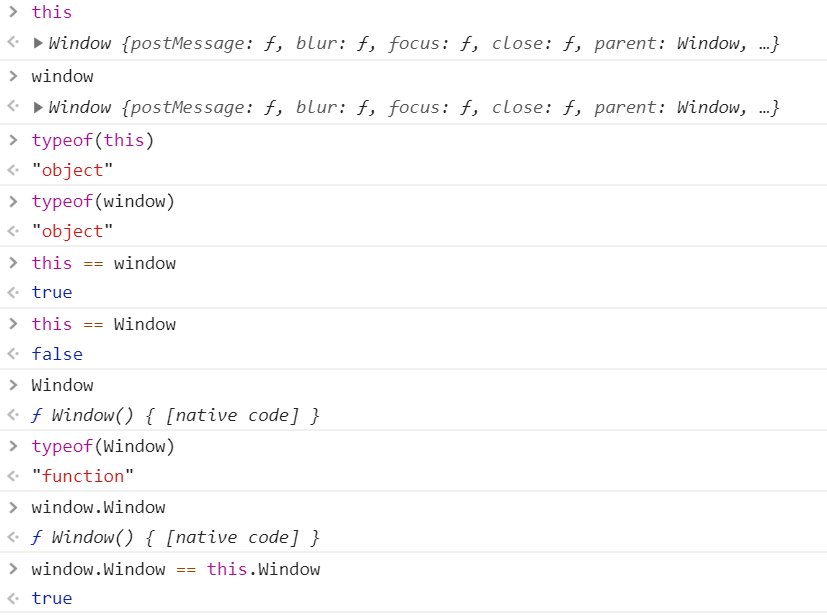 > this
<· ▶Window {postMessage: ƒ, blur: ƒ, focus: ƒ, close: ƒ, parent: Window, …}
> window
<· ▶Window {postMessage: ƒ, blur: ƒ, focus: ƒ, close: ƒ, parent: Window, …}
> typeof(this)
<· "object"
> typeof(window)
<· "object"
> this == window
<· true
> this == Window
<· false
> Window
<· ƒ Window() { [native code] }
> typeof(Window)
<· "function"
> window.Window
<· ƒ Window() { [native code] }
> window.Window == this.Window
<· true